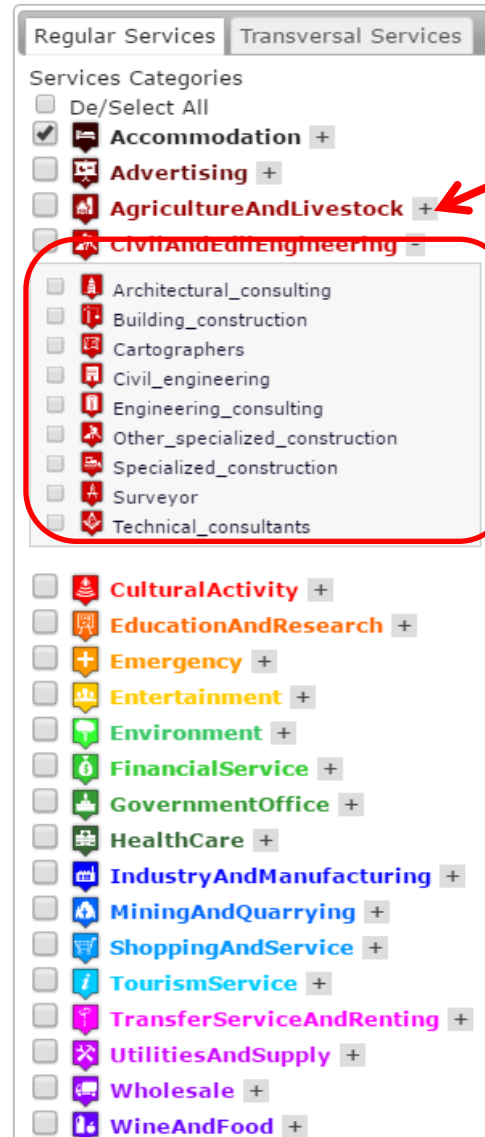 Regular Services Transversal Services
Services Categories
De/Select All
Accommodation +
Advertising +
AgricultureAndLivestock +
CivilAndEdilEngineering -
Architectural_consulting
Building_construction
Cartographers
Civil_engineering
Engineering_consulting
Other_specialized_construction
Specialized_construction
Surveyor
Technical_consultants
CulturalActivity +
EducationAndResearch +
Emergency +
Entertainment +
Environment +
FinancialService +
GovernmentOffice +
HealthCare +
IndustryAndManufacturing +
MiningAndQuarrying +
ShoppingAndService +
TourismService +
TransferServiceAndRenting +
UtilitiesAndSupply +
Wholesale +
WineAndFood +